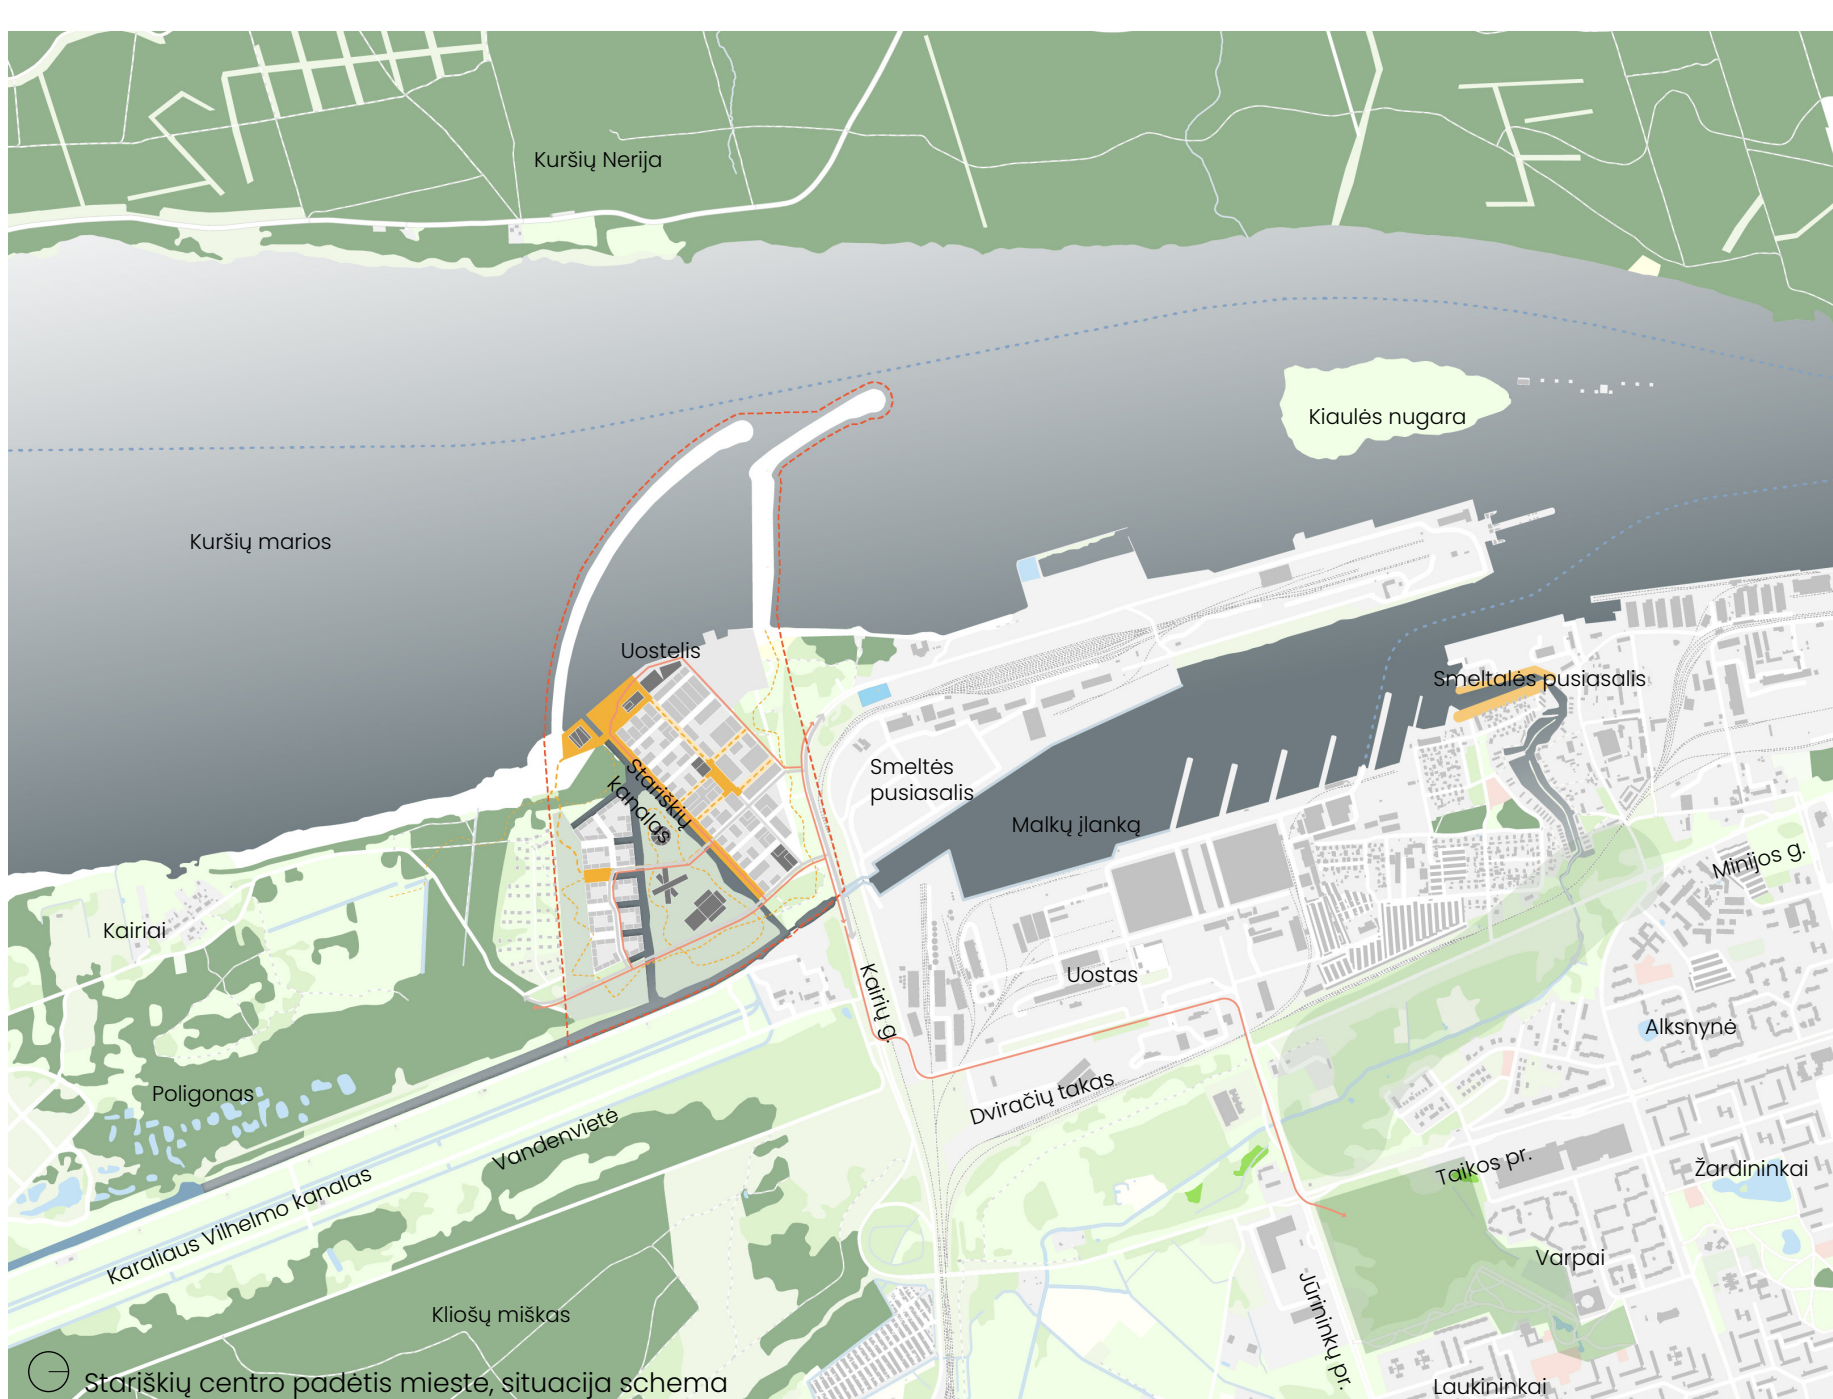 Kuršių Nerija
Kiaulės nugara
Kuršių marios
Uostelis
Smeltalės pusiasalis
Stariškių
kanalas
Smeltės
pusiasalis
Malkų įlanką
Minijos g.
Kairiai
Kairių g.
Uostas
Alksnynė
Poligonas
Vandenvietė
Dviračių takas
Taikos pr.
Žardininkai
Karaliaus Vilhelmo kanalas
Varpai
Kliošų miškas
Jūrininkų pr.
Laukininkai
Stariškių centro padėtis mieste, situacija schema